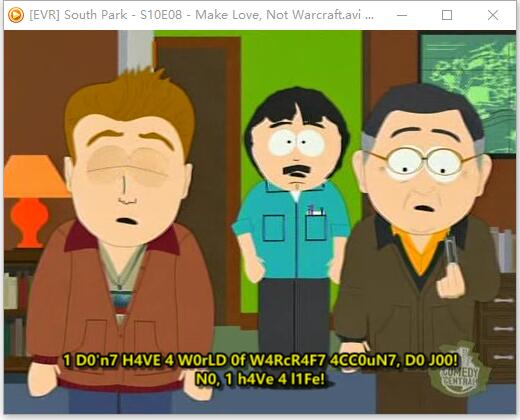 [EVR] South Park - S10E08 - Make Love, Not Warcraft.avi ...
1 D0'n7 H4VE 4 W0rLD 0f W4RcR4F7 4CC0uN7, D0 J00!
N0, 1 h4Ve 4 l1Fe!
COMEDY
CENTRAL